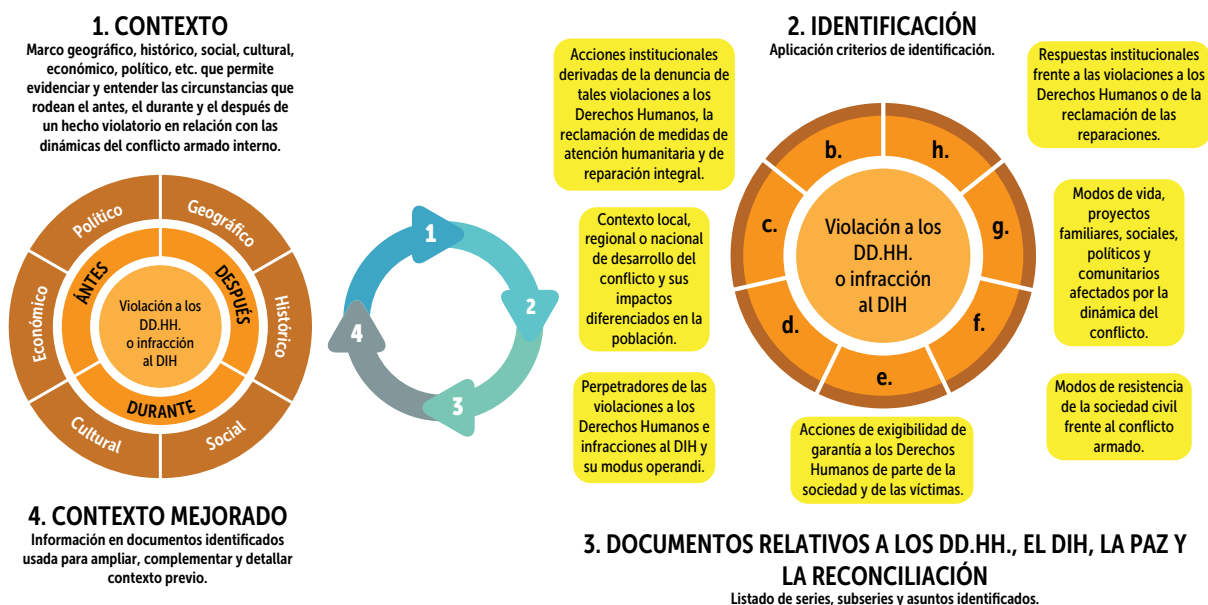 1. CONTEXTO
Marco geográfico, histórico, social, cultural,
económico, político, etc. que permite
evidenciar y entender las circunstancias que
rodean el antes, el durante y el después de
un hecho violatorio en relación con las
dinámicas del conflicto armado interno.
Político
Geográfico
Económico
Histórico
Cultural
Social
ÁNTES
DESPUÉS
DURANTE
Violación a los
DD.HH.
o infracción
al DIH
4. CONTEXTO MEJORADO
Información en documentos identificados
usada para ampliar, complementar y detallar
contexto previo.
1
2
3
4
2. IDENTIFICACIÓN
Aplicación criterios de identificación.
Acciones institucionales
derivadas de la denuncia de
tales violaciones a los
Derechos Humanos, la
reclamación de medidas de
atención humanitaria y de
reparación integral.
Contexto local,
regional o nacional
de desarrollo del
conflicto y sus
impactos
diferenciados en la
población.
Perpetradores de las
violaciones a los
Derechos Humanos e
infracciones al DIH y
su modus operandi.
b.
h.
c.
g.
d.
f.
e.
Violación a los
DD.HH.
o infracción
al DIH
Acciones de exigibilidad de
garantía a los Derechos
Humanos de parte de la
sociedad y de las víctimas.
Respuestas institucionales
frente a las violaciones a los
Derechos Humanos o de la
reclamación de las
reparaciones.
Modos de vida,
proyectos
familiares, sociales,
políticos y
comunitarios
afectados por la
dinámica del
conflicto.
Modos de resistencia
de la sociedad civil
frente al conflicto
armado.
3. DOCUMENTOS RELATIVOS A LOS DD.HH., EL DIH, LA PAZ Y
LA RECONCILIACIÓN
Listado de series, subseries y asuntos identificados.